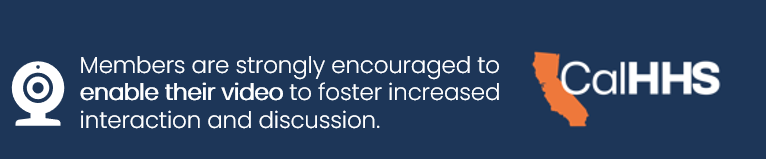 Members are strongly encouraged to
enable their video to foster increased
interaction and discussion.
CalHHS